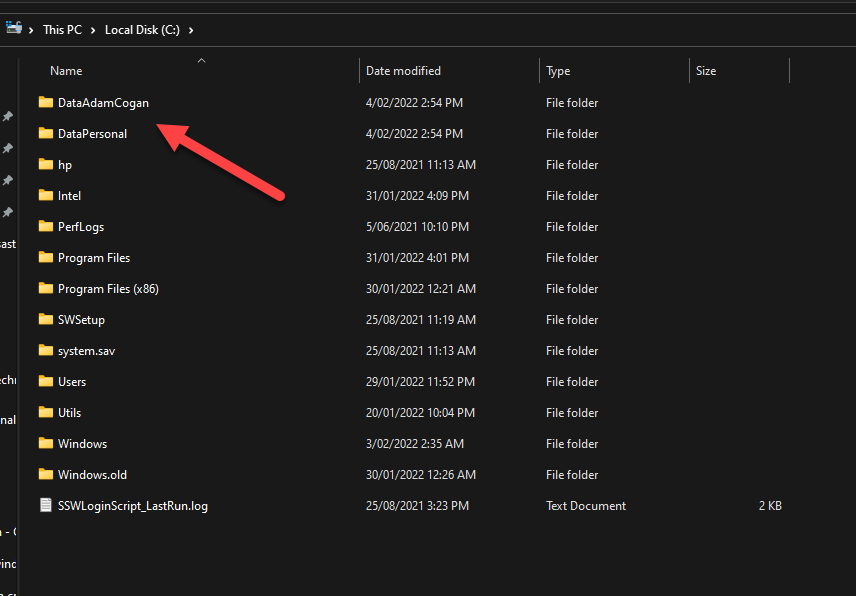 This PC > Local Disk (C:) >
Name Date modified Type Size
DataAdamCogan 4/02/2022 2:54 PM File folder
DataPersonal 4/02/2022 2:54 PM File folder
hp 25/08/2021 11:13 AM File folder
Intel 31/01/2022 4:09 PM File folder
PerfLogs 5/06/2021 10:10 PM File folder
sast
Program Files 31/01/2022 4:01 PM File folder
Program Files (x86) 30/01/2022 12:21 AM File folder
SWSetup 25/08/2021 11:19 AM File folder
system.sav 25/08/2021 11:13 AM File folder
echn
Users 29/01/2022 11:52 PM File folder
Utils 20/01/2022 10:04 PM File folder
nal
Windows 3/02/2022 2:35 AM File folder
Windows.old 30/01/2022 12:26 AM File folder
SSWLoginScript_LastRun.log 25/08/2021 3:23 PM Text Document 2 KB